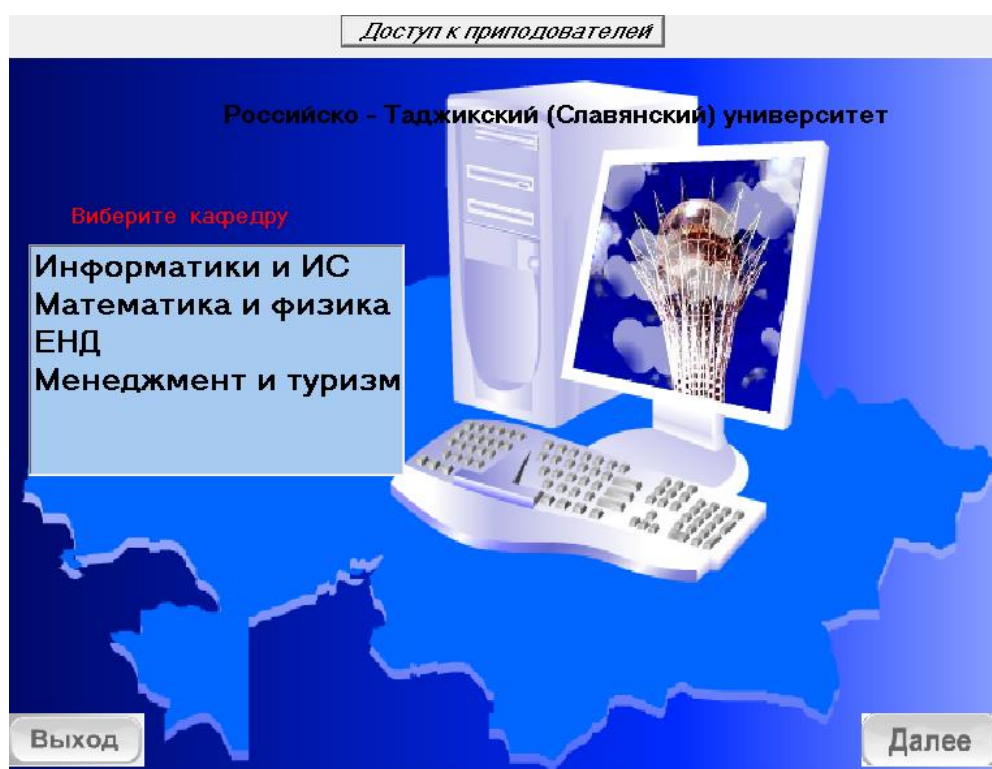 Доступ к приподователей
Российско - Таджикский (Славянский) университет
Виберите кафедру
Информатики и ИС
Математика и физика
ЕНД
Менеджмент и туризм
Выход
Далее